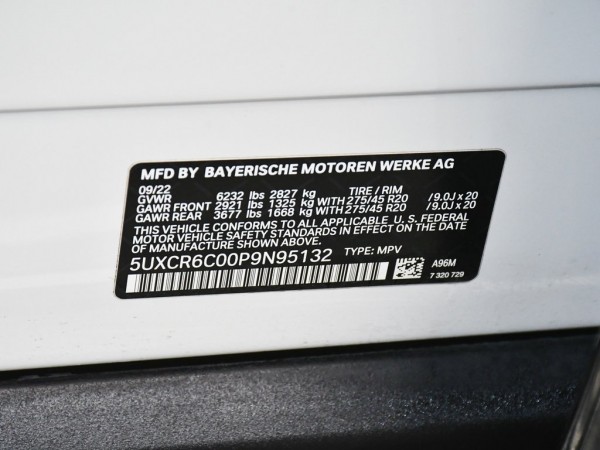 MFD BY BAYERISCHE MOTOREN WERKE AG
09/22 TIRE / RIM
GVWR 6232 lbs 2827 kg
GAWR FRONT 2921 lbs 1325 kg WITH 275/45 R20 /9.0J x 20
GAWR REAR 3677 lbs 1668 kg WITH 275/45 R20 /9.0J x 20
THIS VEHICLE CONFORMS TO ALL APPLICABLE U. S. FEDERAL
MOTOR VEHICLE SAFETY STANDARDS IN EFFECT ON THE
DATE OF MANUFACTURE SHOWN ABOVE.
5UXCR6C00P9N95132 TYPE: MPV
A96M
7 320 729